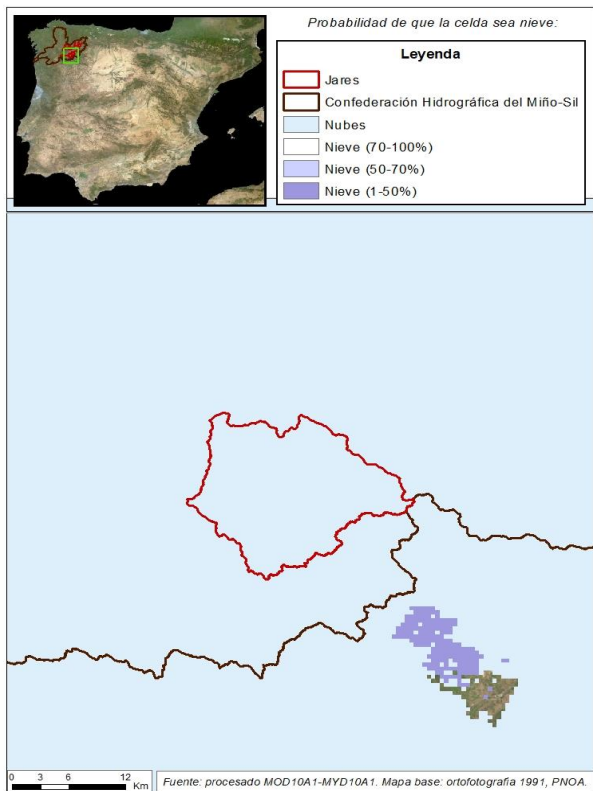 Probabilidad de que la celda sea nieve:
Leyenda
Jares
Confederación Hidrográfica del Miño-Sil
Nubes
Nieve (70-100%)
Nieve (50-70%)
Nieve (1-50%)
0 3 6 12
Km
Fuente: procesado MOD10A1-MYD10A1. Mapa base: ortofotografía 1991, PNOA.